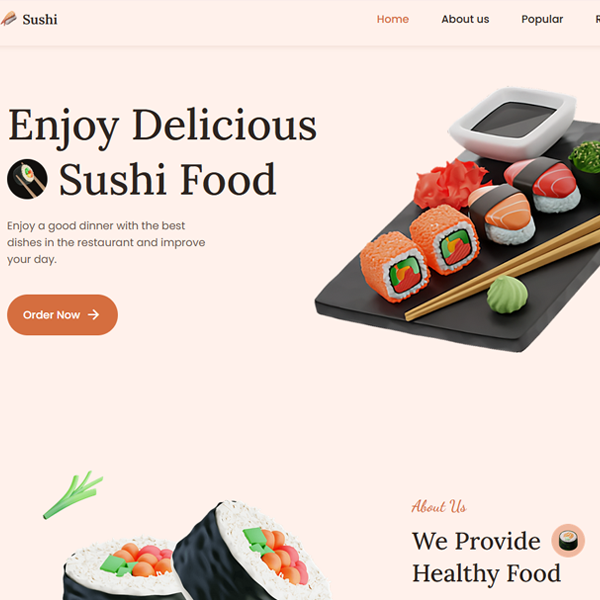 Sushi
Home About us Popular R
Enjoy Delicious
Sushi Food
Enjoy a good dinner with the best
dishes in the restaurant and improve
your day.
Order Now
About Us
We Provide
Healthy Food